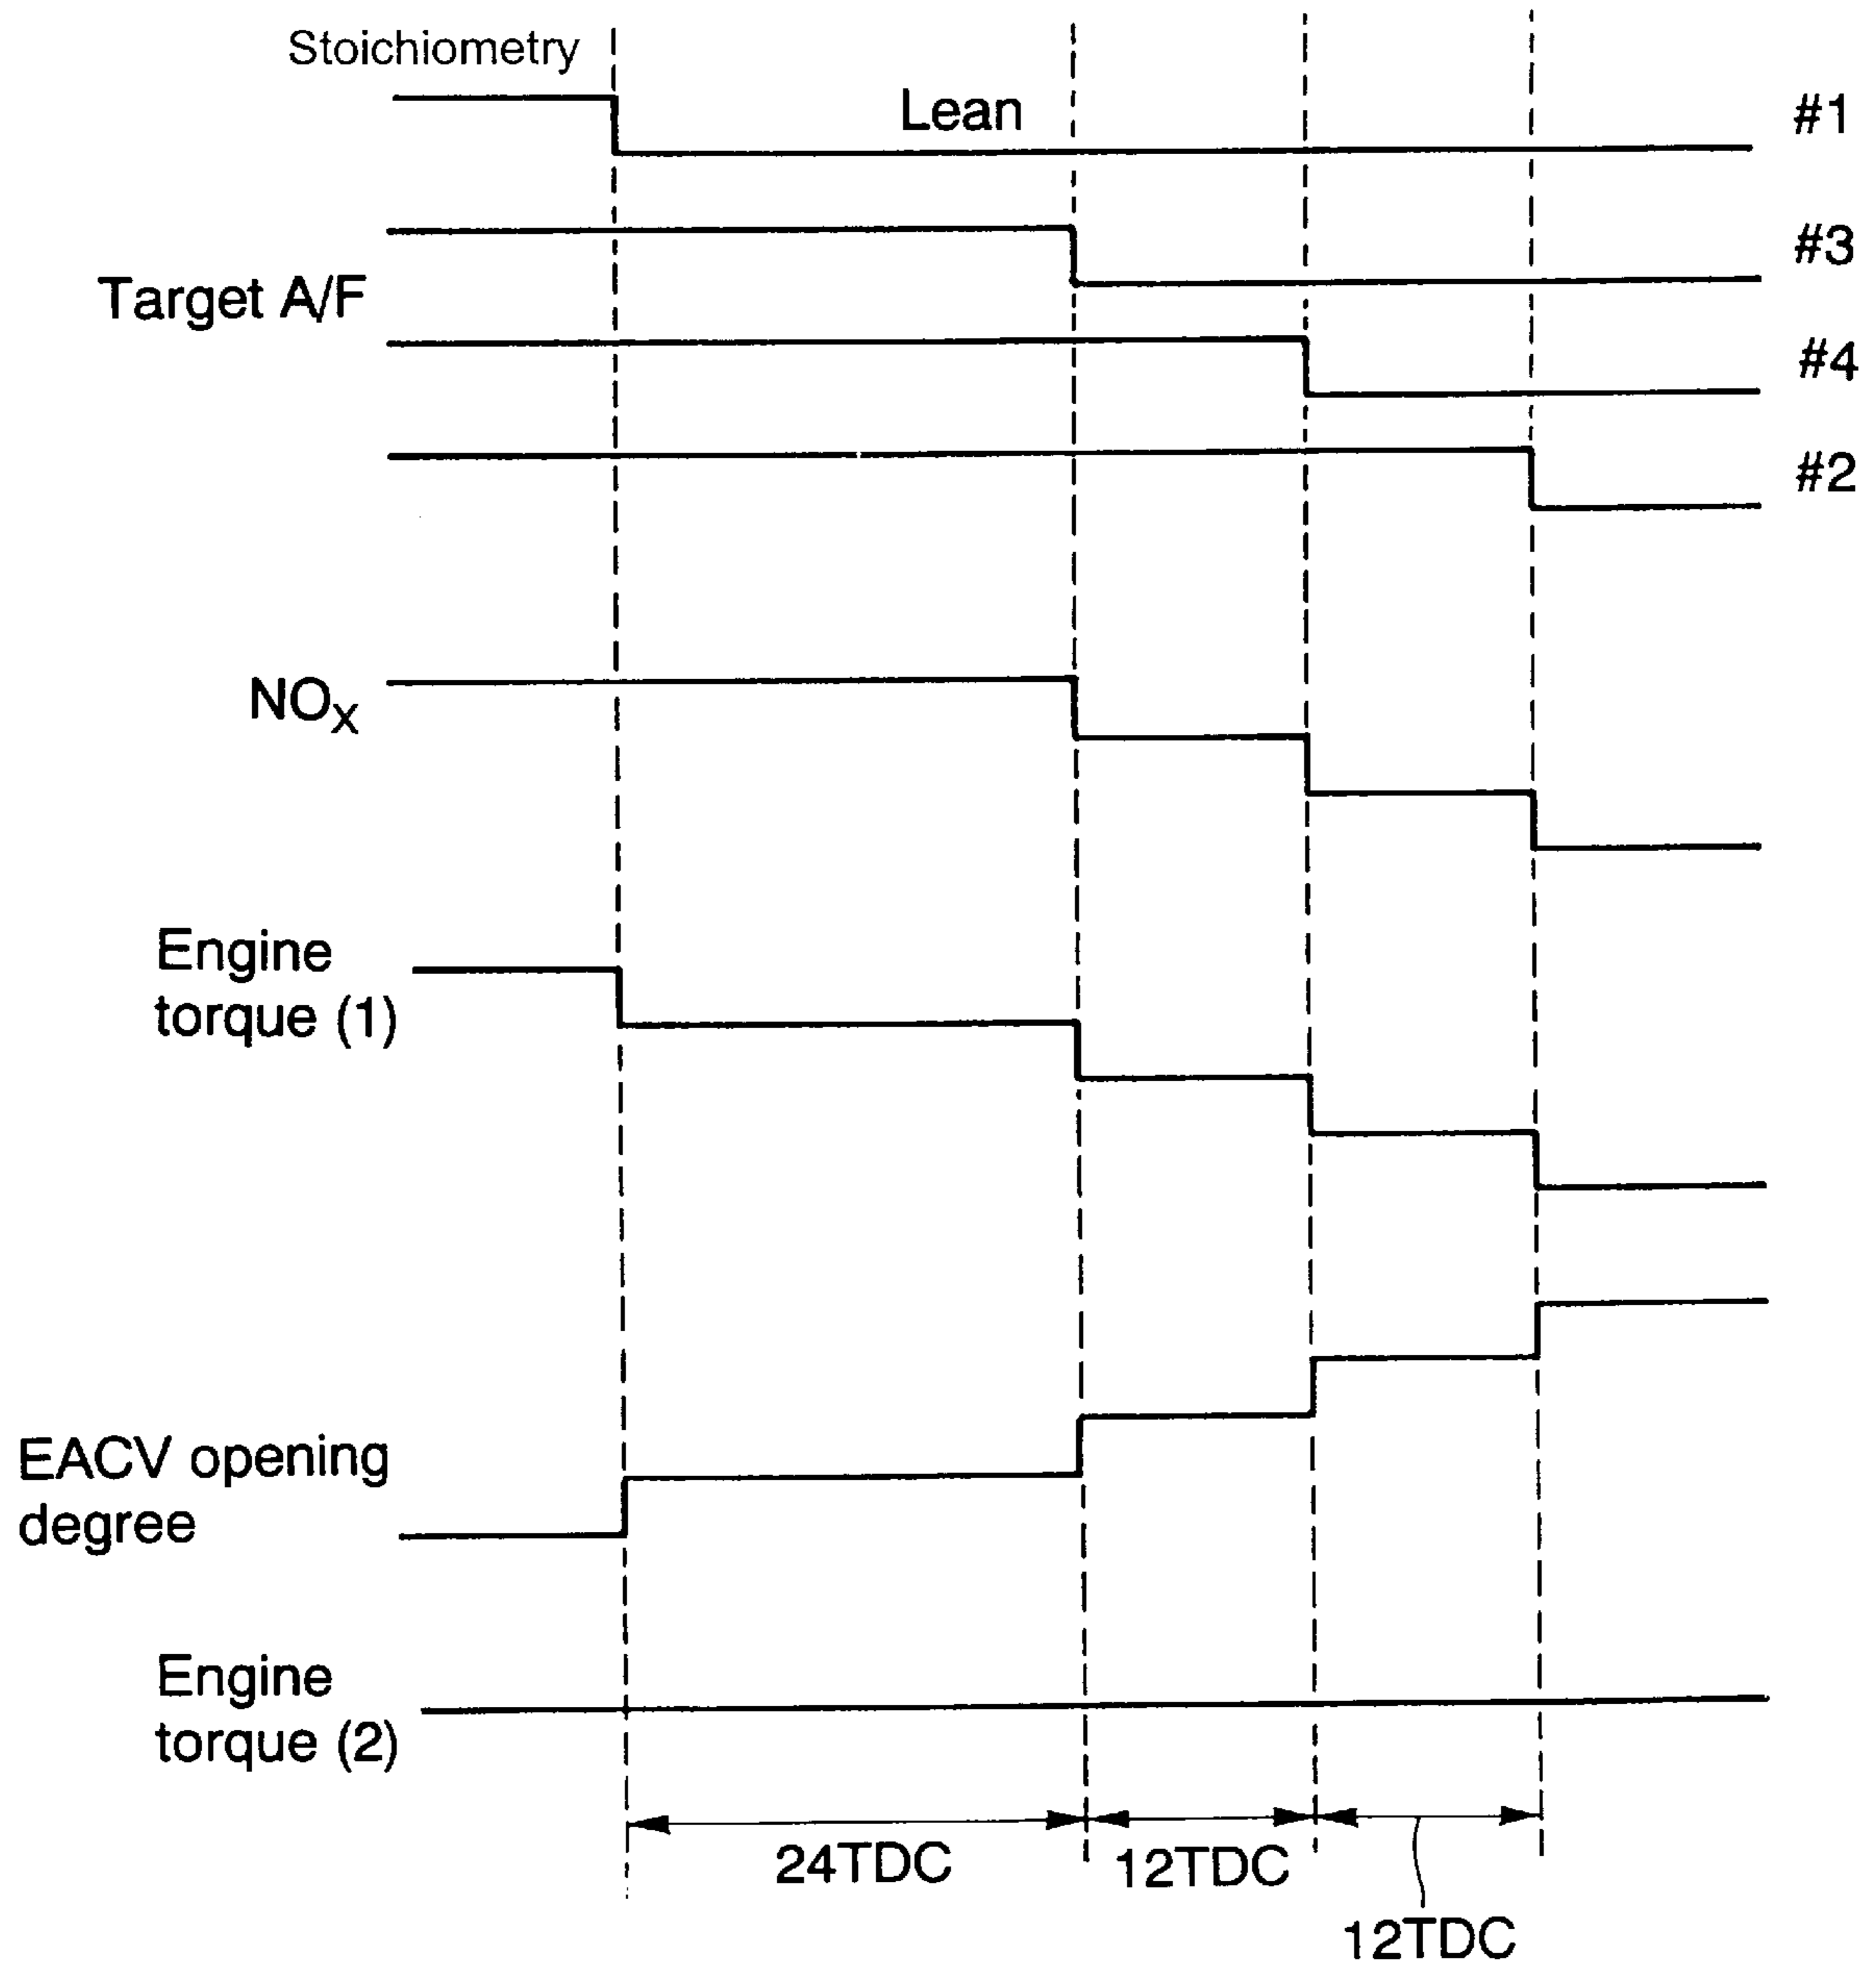 Stoichiometry
Lean
#1
#3
Target A/F
#4
#2
NOX
Engine
torque (1)
EACV opening
degree
Engine
torque (2)
24TDC
12TDC
12TDC